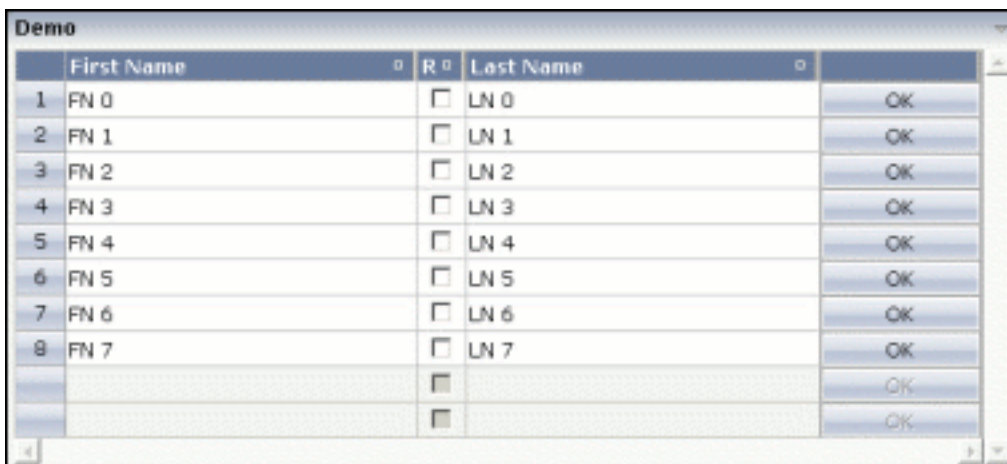 Demo
First Name R Last Name
1 FN 0 LN 0 OK
2 FN 1 LN 1 OK
3 FN 2 LN 2 OK
4 FN 3 LN 3 OK
5 FN 4 LN 4 OK
6 FN 5 LN 5 OK
7 FN 6 LN 6 OK
8 FN 7 LN 7 OK
OK
OK